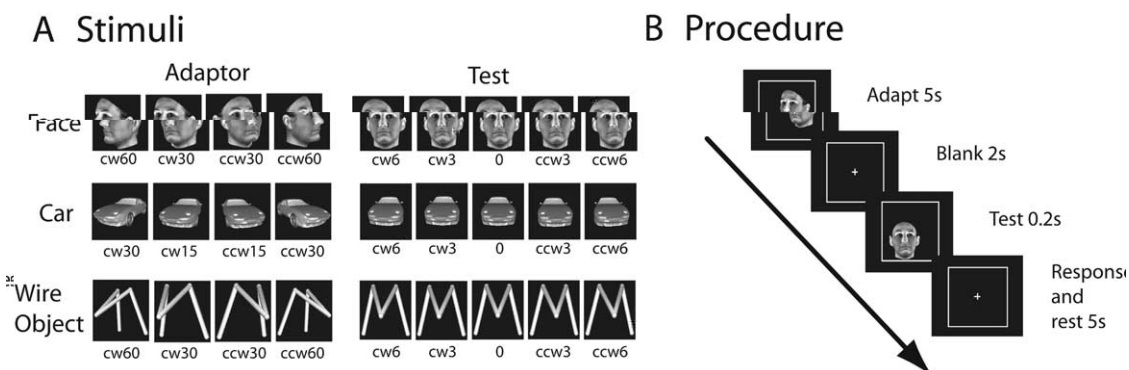 A Stimuli
B Procedure
Adaptor
Test
Face
cw60 cw30 ccw30 ccw60
cw6 cw3 0 ccw3 ccw6
Car
cw30 cw15 ccw15 ccw30
cw6 cw3 0 ccw3 ccw6
Wire
Object
cw60 cw30 ccw30 ccw60
cw6 cw3 0 ccw3 ccw6
Adapt 5s
Blank 2s
Test 0.2s
Response
and
rest 5s